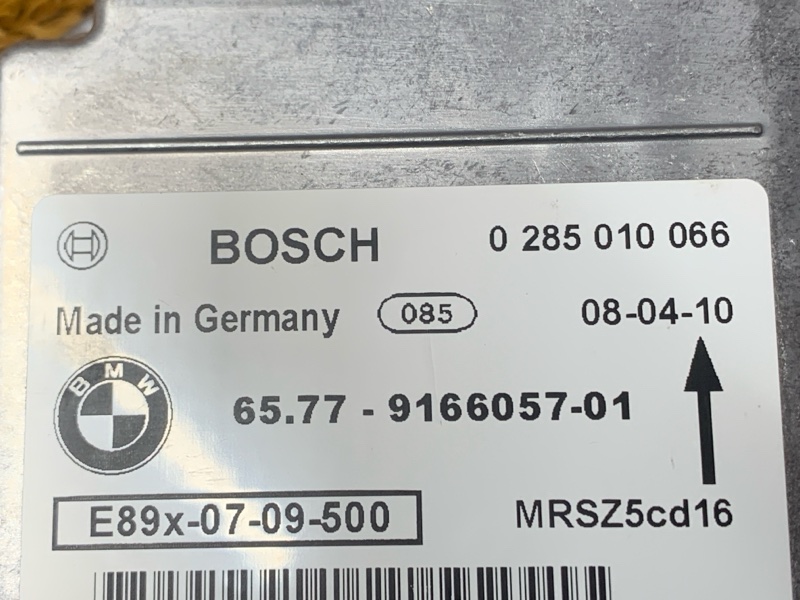 BOSCH 0 285 010 066
Made in Germany 085 08-04-10
BMW 65.77 - 9166057-01
E89x-07-09-500 MRSZ5cd16